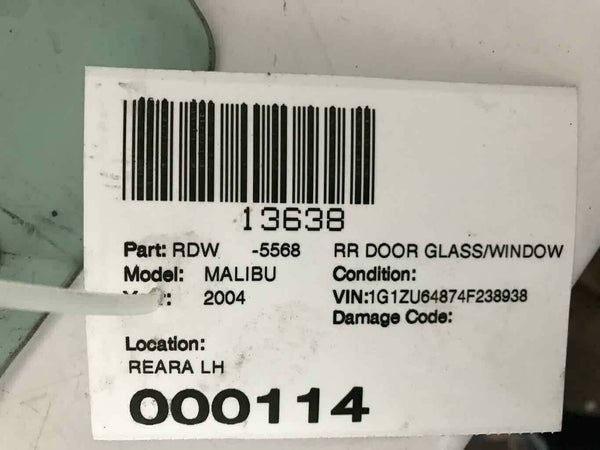 13638
Part: RDW -5568 RR DOOR GLASS/WINDOW
Model: MALIBU Condition:
2004 VIN:1G1ZU64874F238938
Damage Code:
Location:
REARA LH
000114